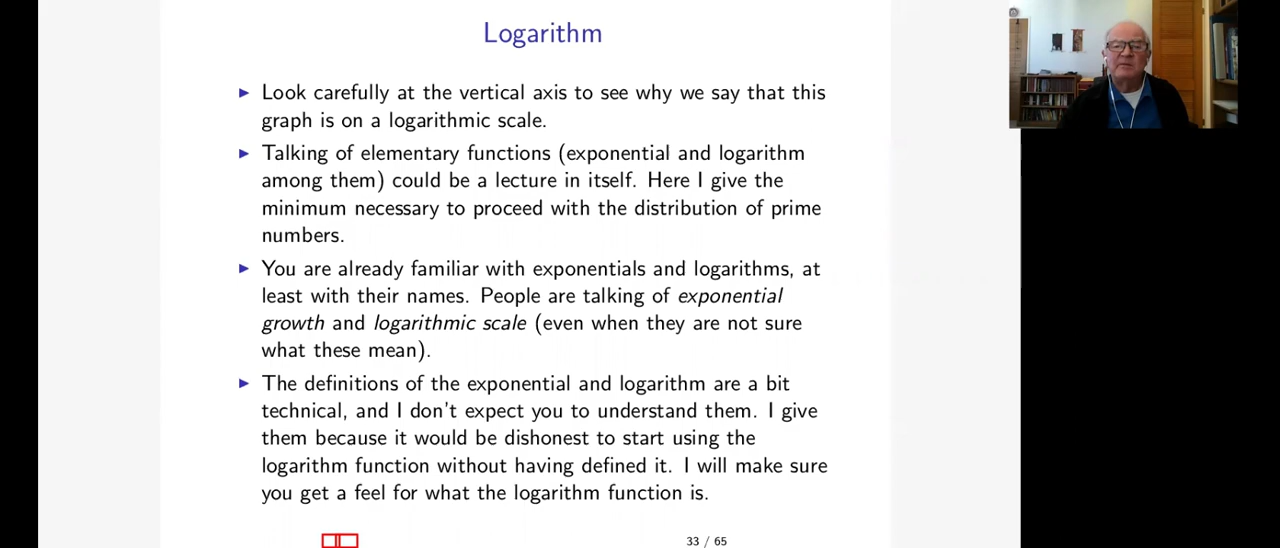 Logarithm
▶ Look carefully at the vertical axis to see why we say that this
graph is on a logarithmic scale.
▶ Talking of elementary functions (exponential and logarithm
among them) could be a lecture in itself. Here I give the
minimum necessary to proceed with the distribution of prime
numbers.
▶ You are already familiar with exponentials and logarithms, at
least with their names. People are talking of exponential
growth and logarithmic scale (even when they are not sure
what these mean).
▶ The definitions of the exponential and logarithm are a bit
technical, and I don't expect you to understand them. I give
them because it would be dishonest to start using the
logarithm function without having defined it. I will make sure
you get a feel for what the logarithm function is.
33 / 65